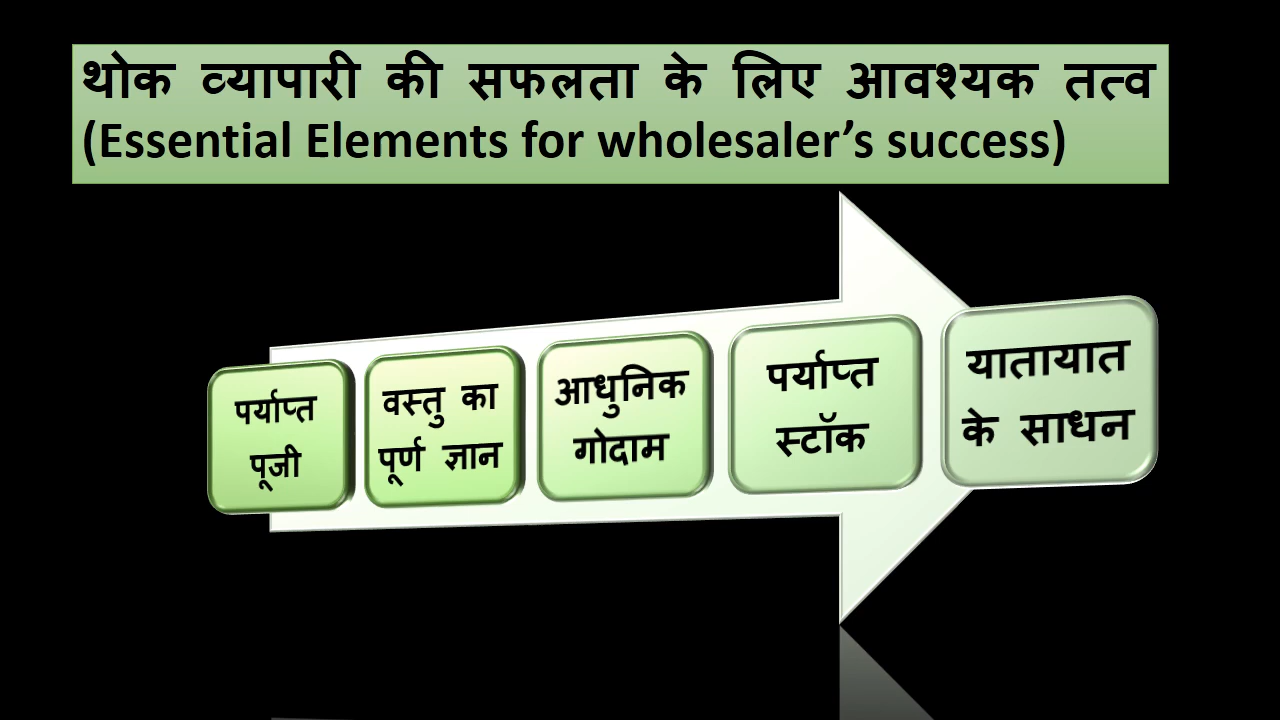 थोक व्यापारी की सफलता के लिए आवश्यक तत्व
(Essential Elements for wholesaler’s success)
पर्याप्त
पूजी
वस्तु का
पूर्ण ज्ञान
आधुनिक
गोदाम
पर्याप्त
स्टॉक
यातायात
के साधन